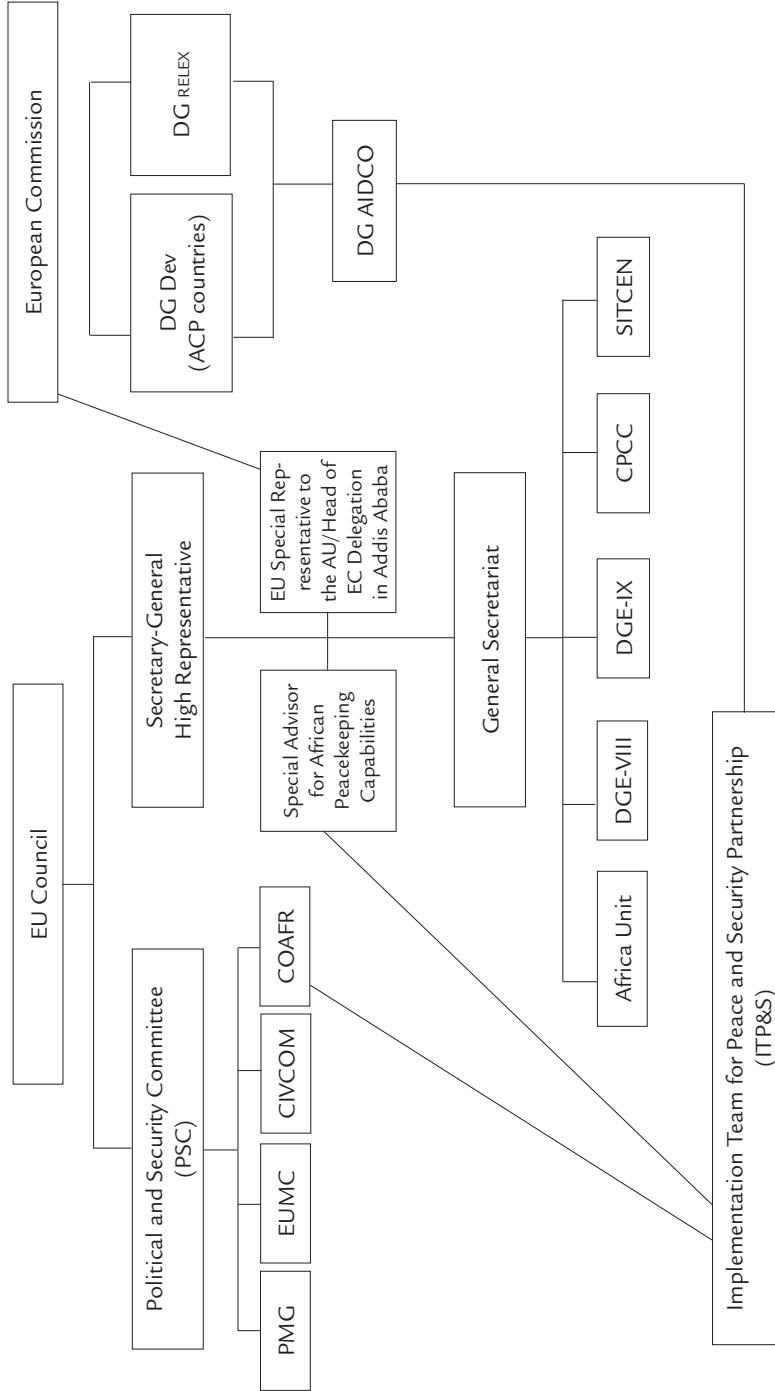 EU Council
European Commission
Political and Security Committee
(PSC)
Secretary-General
High Representative
DG Dev
(ACP countries)
DG RELEX
PMG
EUMC
CIVCOM
COAFR
Special Advisor
for African
Peacekeeping
Capabilities
EU Special Rep-
resentative to
the AU/Head of
EC Delegation
in Addis Ababa
DG AIDCO
General Secretariat
Africa Unit
DGE-VIII
DGE-IX
CPCC
SITCEN
Implementation Team for Peace and Security Partnership
(ITP&S)